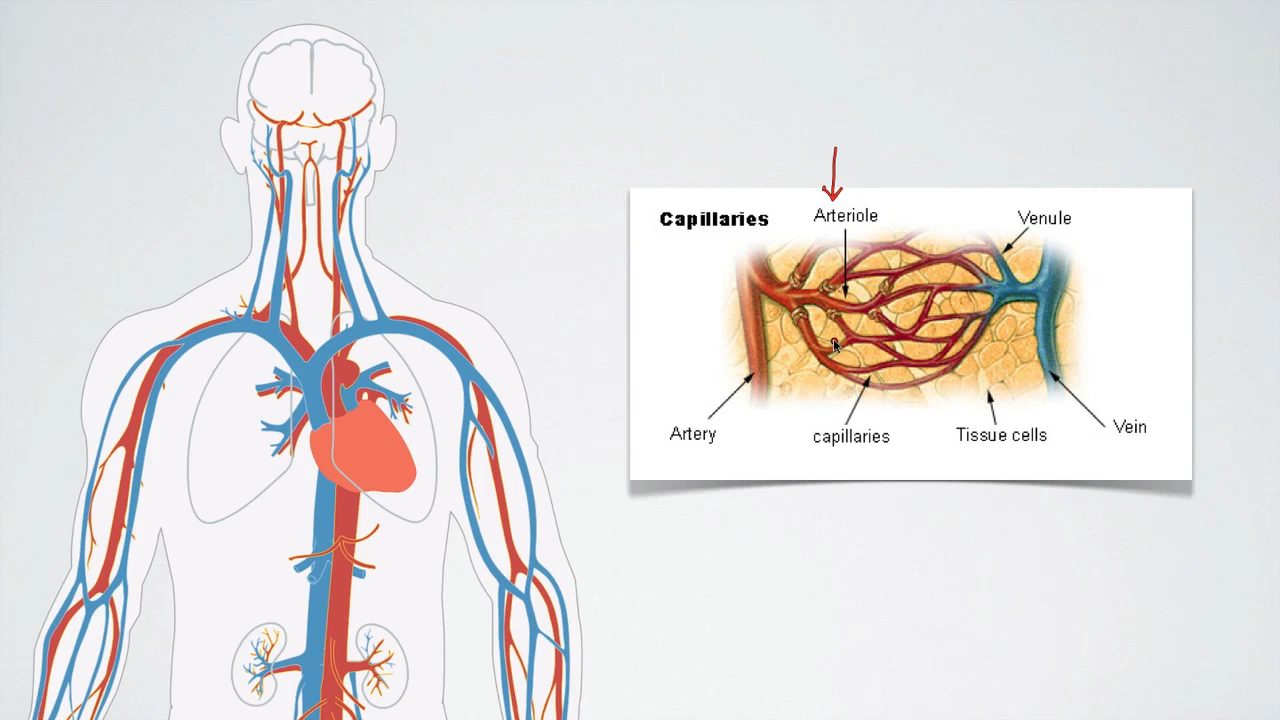 Capillaries
Arteriole
Venule
Artery
capillaries
Tissue cells
Vein